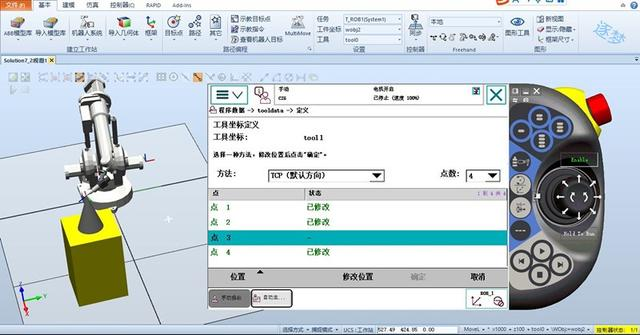 文件(F) 基本 建模 仿真 控制器(C) RAPID Add-Ins
ABB模型库 导入模型库 机器人系统 导入几何体 框架
建立工作站
目标点 路径 其它
示教目标点
示教指令
查看机器人目标
MultiMove
路径编程
任务 T_ROB1(System1)
工件坐标 wobj2
工具 tool0
设置
同步
控制器
本地
Freehand
图形工具
新视图
显示/隐藏
框架尺寸
图形
逐梦
Solution7_2:视图1
手动
C26
电机开启
已停止 (速度 100%)
程序数据 -> tooldata -> 定义
工具坐标定义
工具坐标: tool1
选择一种方法,修改位置后点击“确定”。
方法: TCP (默认方向) 点数: 4
点 状态 1 到 4 共 4
点 1 已修改
点 2 已修改
点 3 -
点 4 已修改
位置 修改位置 确定 取消
手动操纵
ROB_1
Enable
Hold To Run
选择方式 捕捉模式 UCS:工作站 527.49 424.85 0.00 MoveL * v1000 z100 tool0 \WObj:=wobj2 控制器状态: 1/1